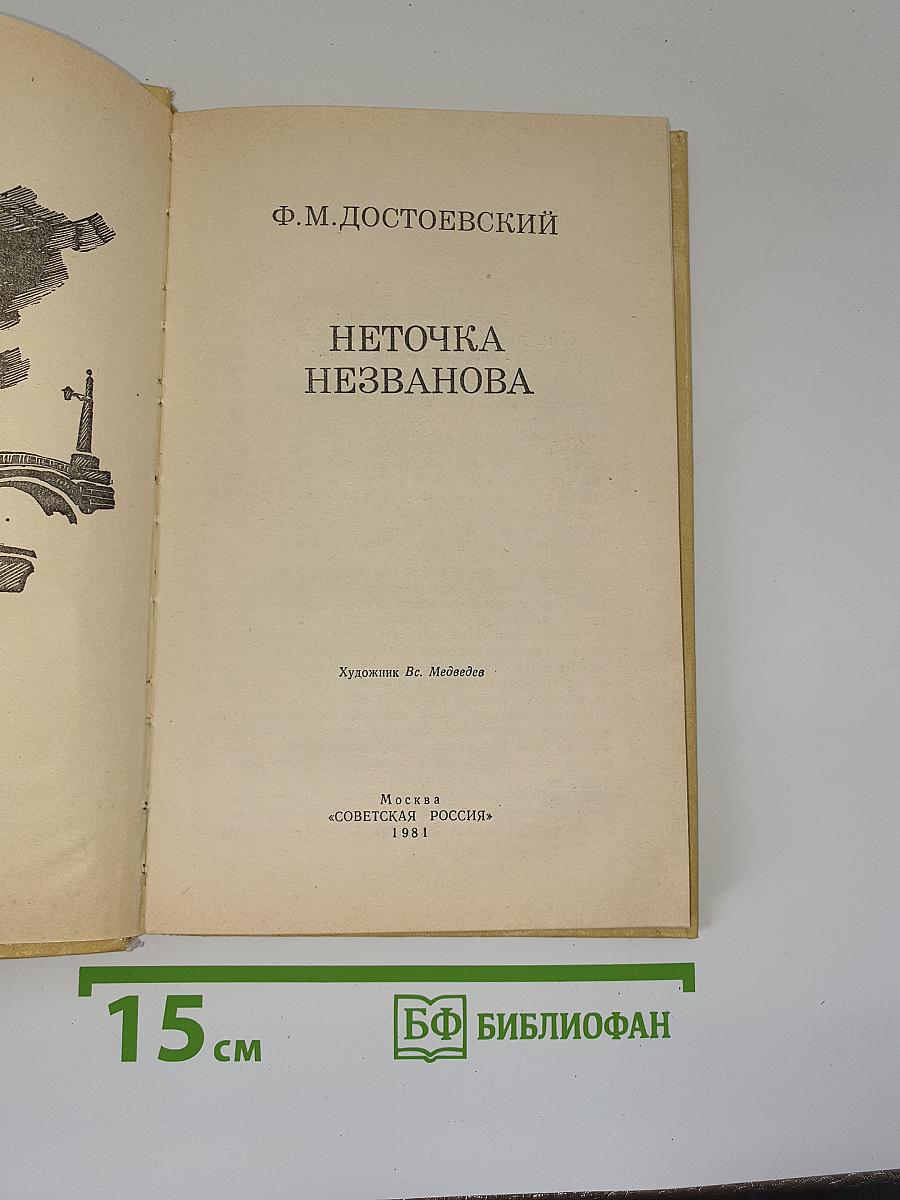 Ф.М.ДОСТОЕВСКИЙ
НЕТОЧКА
НЕЗВАНОВА
Художник Вс. Медведев
Москва
«СОВЕТСКАЯ РОССИЯ»
1981
15 см
БФ БИБЛИОФАН